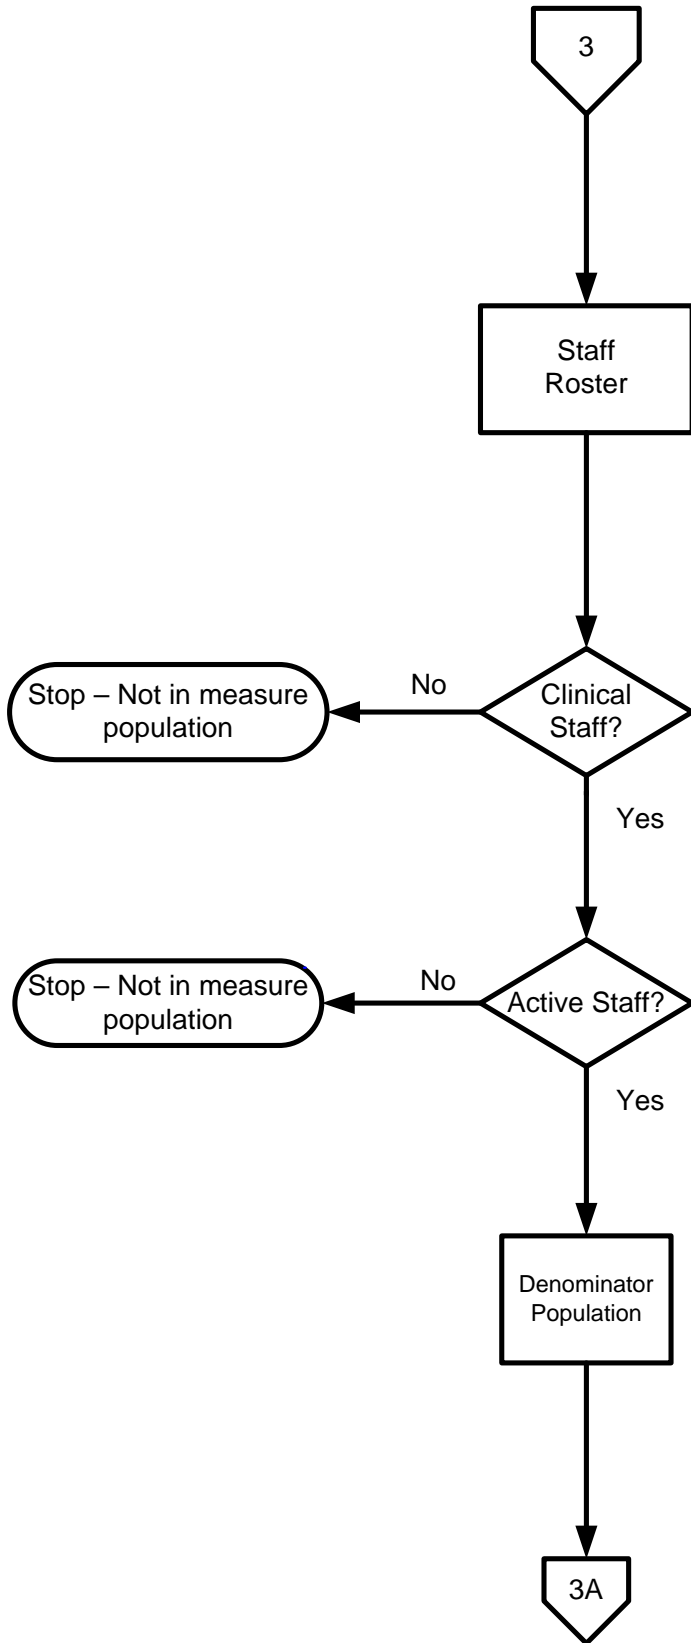 3
Staff
Roster
Clinical
Staff?
No
Stop – Not in measure
population
Yes
Active Staff?
No
Stop – Not in measure
population
Yes
Denominator
Population
3A